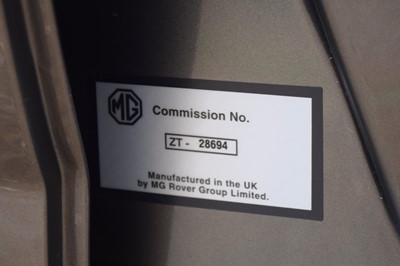 MG
Commission No.
ZT - 28694
Manufactured in the UK
by MG Rover Group Limited.